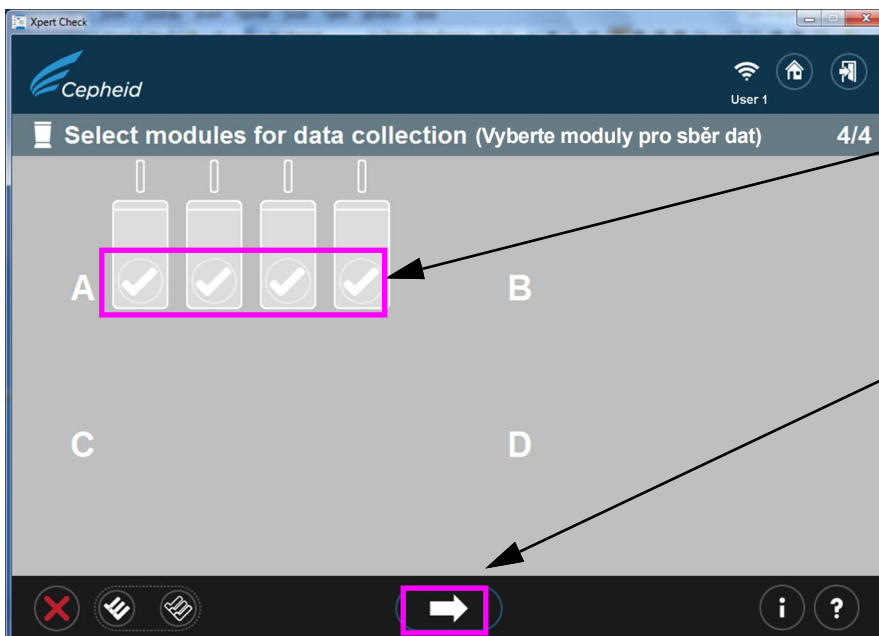 Xpert Check
Cepheid
User 1
Select modules for data collection (Vyberte moduly pro sběr dat) 4/4
A B
C D
i ?